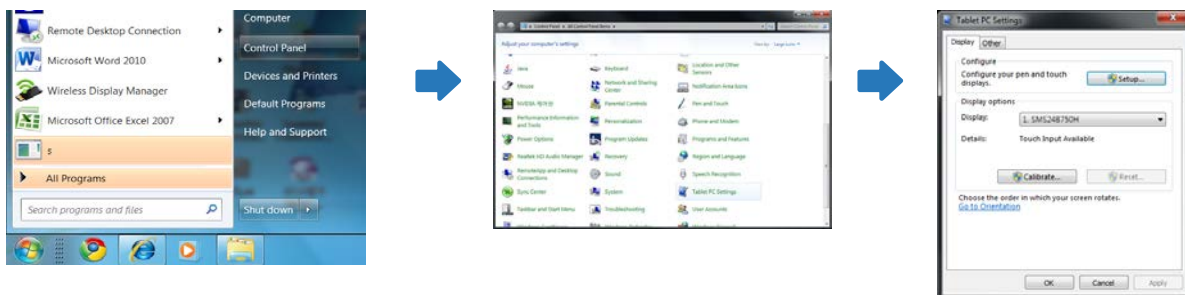 Remote Desktop Connection
Microsoft Word 2010
Wireless Display Manager
Microsoft Office Excel 2007
s
All Programs
Search programs and files
Computer
Control Panel
Devices and Printers
Default Programs
Help and Support
Shut down
Adjust your computer's settings
Java
Keyboard
Location and Other Sensors
Mouse
Network and Sharing Center
Notification Area Icons
Parental Controls
Pen and Touch
Performance Information and Tools
Personalization
Phone and Modem
Power Options
Program Updates
Programs and Features
Realtek HD Audio Manager
Recovery
Region and Language
RemoteApp and Desktop Connections
Sound
Speech Recognition
Sync Center
System
Tablet PC Settings
Taskbar and Start Menu
Troubleshooting
User Accounts
Tablet PC Settings
Display Other
Configure
Configure your pen and touch
displays.
Setup...
Display options
Display: 1. SMS24B750H
Details: Touch Input Available
Calibrate... Reset...
Choose the order in which your screen rotates.
Go to Orientation
OK Cancel Apply